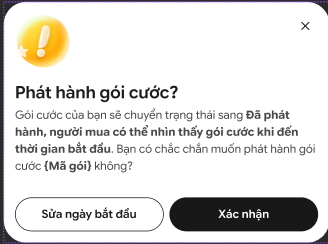 Phát hành gói cước?
Gói cước của bạn sẽ chuyển trạng thái sang Đã phát
hành, người mua có thể nhìn thấy gói cước khi đến
thời gian bắt đầu. Bạn có chắc chắn muốn phát hành gói
cước {Mã gói} không?
Sửa ngày bắt đầu
Xác nhận